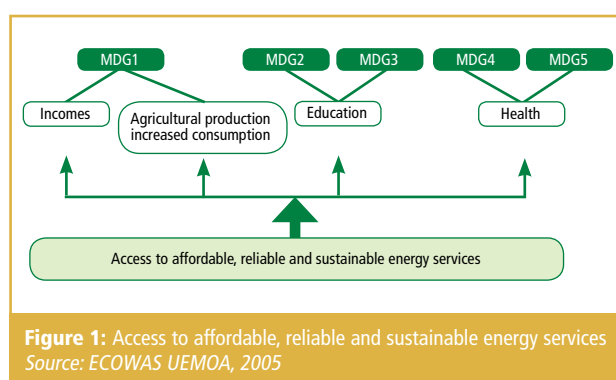 MDG1 MDG2 MDG3 MDG4 MDG5
Incomes
Agricultural production
increased consumption
Education
Health
Access to affordable, reliable and sustainable energy services
Figure 1: Access to affordable, reliable and sustainable energy services
Source: ECOWAS UEMOA, 2005